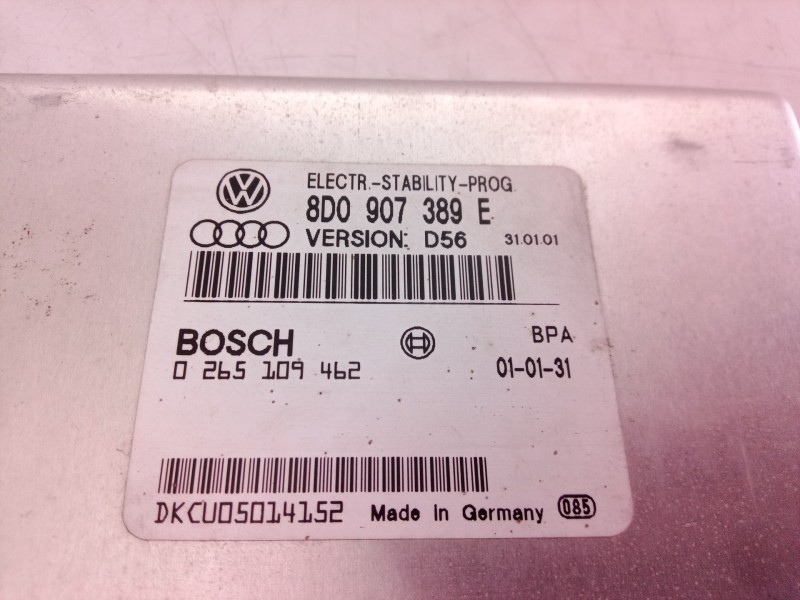 ELECTR.-STABILITY-PROG.
8D0 907 389 E
VERSION: D56 31.01.01
BOSCH BPA
0 265 109 462 01-01-31
DKCU05014152 Made in Germany 085